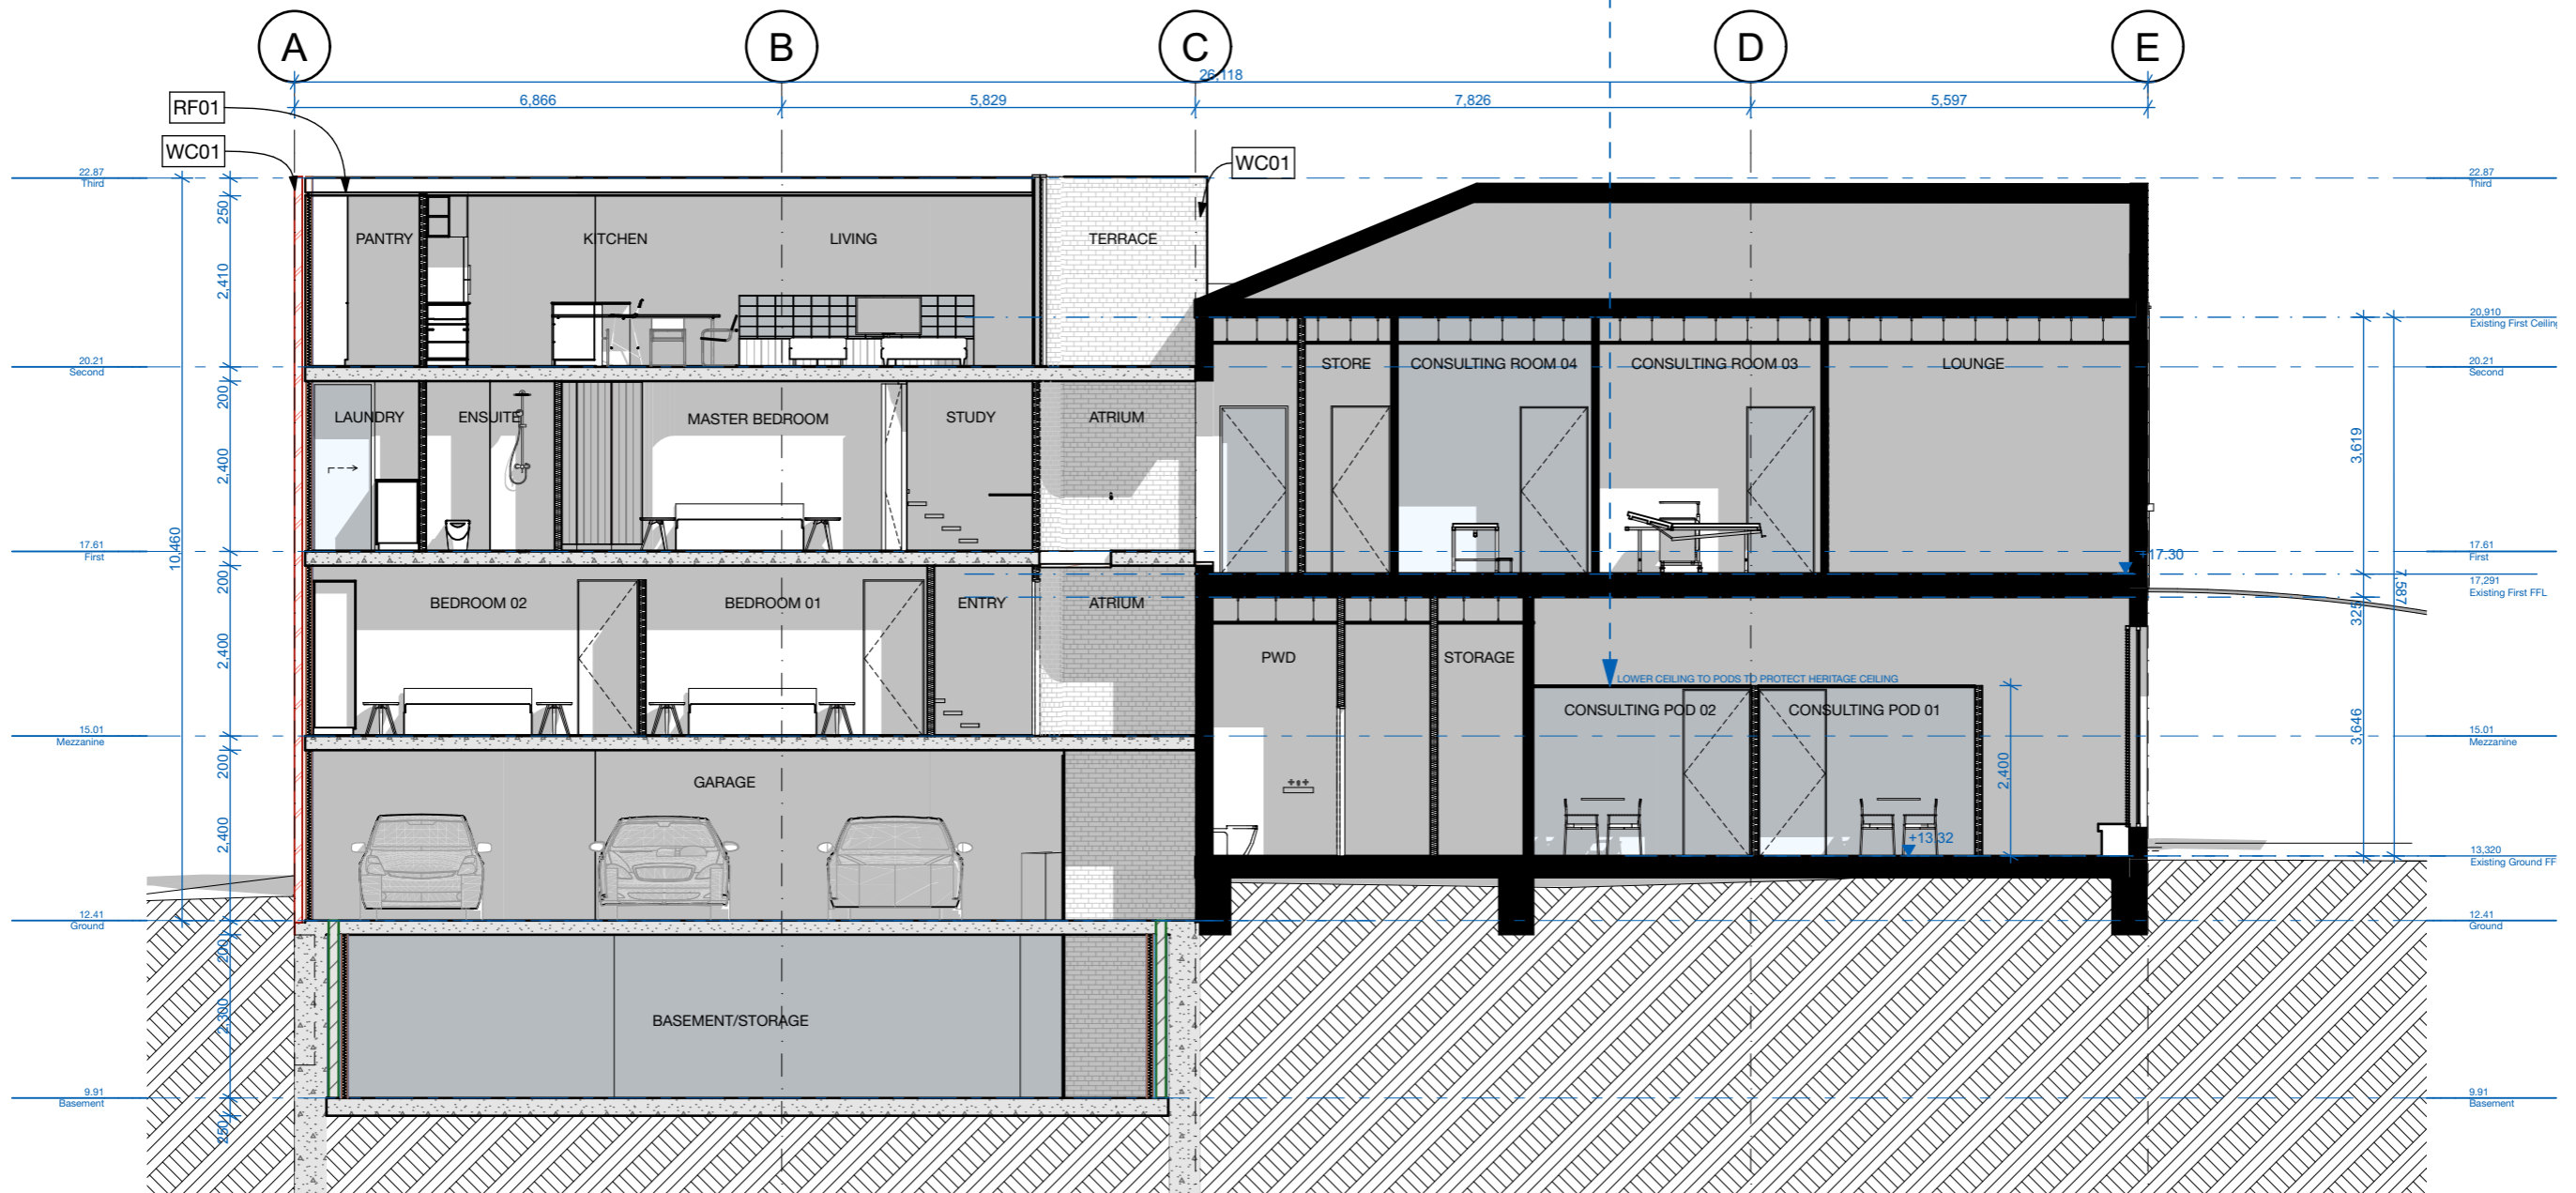 A
B
C
D
E
26,118
6,866
5,829
7,826
5,597
RF01
WC01
WC01
22.87
Third
22.87
Third
250
PANTRY
KITCHEN
LIVING
TERRACE
2,410
20,910
Existing First Ceiling
20.21
Second
STORE
CONSULTING ROOM 04
CONSULTING ROOM 03
LOUNGE
20.21
Second
200
LAUNDRY
ENSUITE
MASTER BEDROOM
STUDY
ATRIUM
2,400
3,619
10,460
17.61
First
17.61
First
+17.30
17,291
Existing First FFL
200
7,587
325
BEDROOM 02
BEDROOM 01
ENTRY
ATRIUM
2,400
PWD
STORAGE
LOWER CEILING TO PODS TO PROTECT HERITAGE CEILING
CONSULTING POD 02
CONSULTING POD 01
3,646
15.01
Mezzanine
15.01
Mezzanine
200
GARAGE
2,400
2,400
+13.32
13,320
Existing Ground FF
12.41
Ground
12.41
Ground
200
2,300
BASEMENT/STORAGE
9.91
Basement
9.91
Basement
250